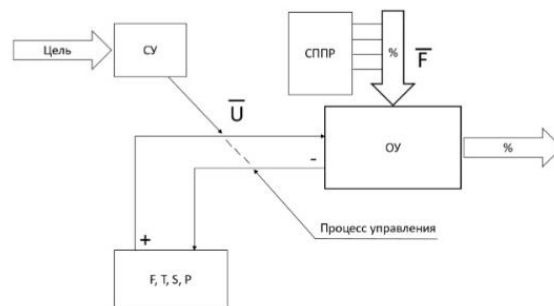 Цель
СУ
СППР
%
F
U
ОУ
%
-
Процесс управления
+
F, T, S, P